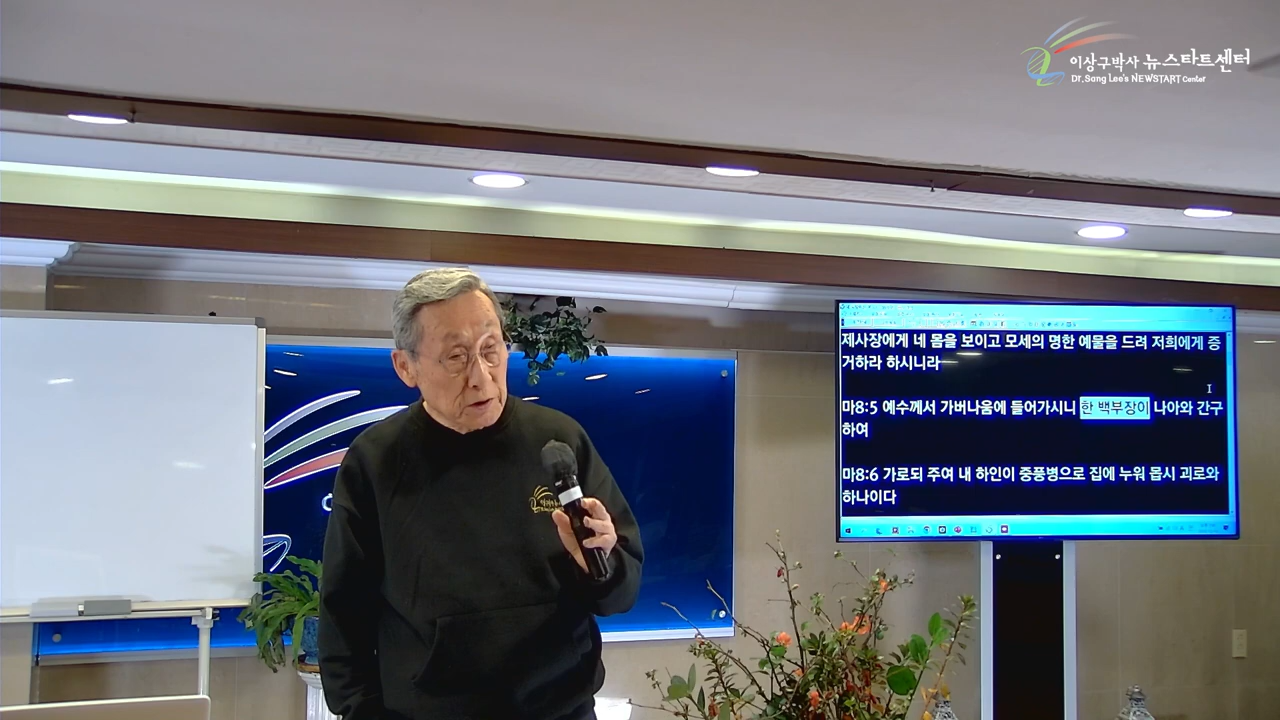 이상구박사 뉴스타트센터
Dr. Sang Lee's NEWSTART Center
제사장에게 네 몸을 보이고 모세의 명한 예물을 드려 저희에게 증
거하라 하시니라
마8:5 예수께서 가버나움에 들어가시니 한 백부장이 나아와 간구
하여
마8:6 가로되 주여 내 하인이 중풍병으로 집에 누워 몹시 괴로와
하나이다